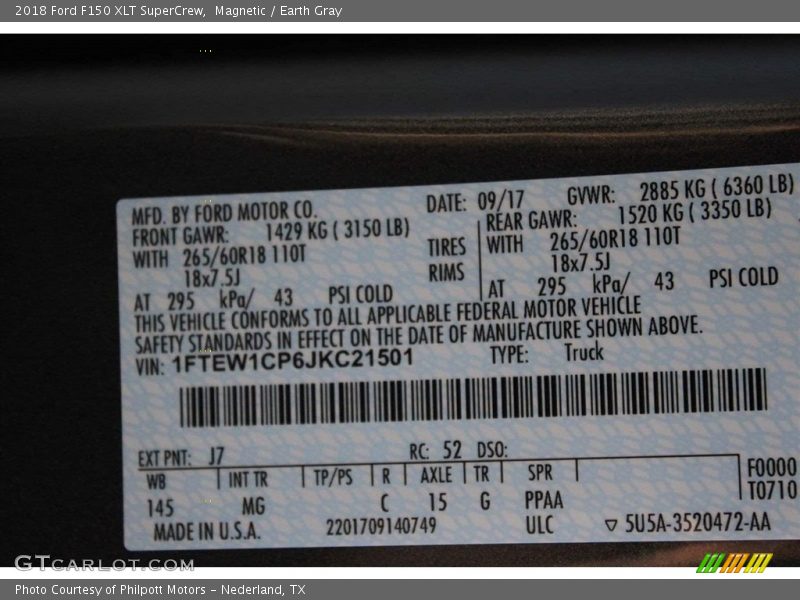 2018 Ford F150 XLT SuperCrew,  Magnetic / Earth Gray
MFD. BY FORD MOTOR CO. DATE: 09/17 GVWR: 2885 KG ( 6360 LB)
FRONT GAWR: 1429 KG ( 3150 LB) REAR GAWR: 1520 KG ( 3350 LB)
WITH 265/60R18 110T TIRES WITH 265/60R18 110T
18x7.5J RIMS 18x7.5J
AT 295 kPa/ 43 PSI COLD AT 295 kPa/ 43 PSI COLD
THIS VEHICLE CONFORMS TO ALL APPLICABLE FEDERAL MOTOR VEHICLE
SAFETY STANDARDS IN EFFECT ON THE DATE OF MANUFACTURE SHOWN ABOVE.
VIN: 1FTEW1CP6JKC21501 TYPE: Truck
EXT PNT: J7 RC: 52 DSO:
WB INT TR TP/PS R AXLE TR SPR F0000
145 MG C 15 G PPAA T0710
MADE IN U.S.A. 2201709140749 ULC ▽ 5U5A-3520472-AA
GTCARLOT.COM
Photo Courtesy of Philpott Motors - Nederland, TX